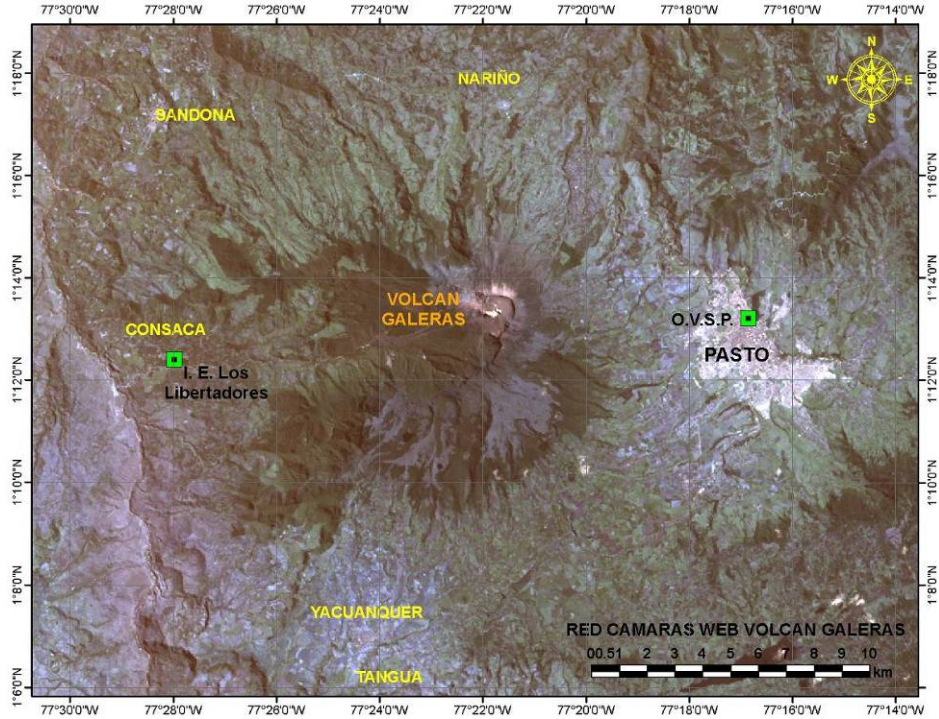 77°30'0"W 77°28'0"W 77°26'0"W 77°24'0"W 77°22'0"W 77°20'0"W 77°18'0"W 77°16'0"W 77°14'0"W
N
W E
S
1°18'0"N 1°18'0"N
NARIÑO
SANDONA
1°16'0"N 1°16'0"N
1°14'0"N 1°14'0"N
VOLCAN
GALERAS
O.V.S.P.
CONSACA
PASTO
I. E. Los
Libertadores
1°12'0"N 1°12'0"N
1°10'0"N 1°10'0"N
1°8'0"N 1°8'0"N
YACUANQUER
RED CAMARAS WEB VOLCAN GALERAS
00.51 2 3 4 5 6 7 8 9 10
km
TANGUA
1°6'0"N 1°6'0"N
77°30'0"W 77°28'0"W 77°26'0"W 77°24'0"W 77°22'0"W 77°20'0"W 77°18'0"W 77°16'0"W 77°14'0"W